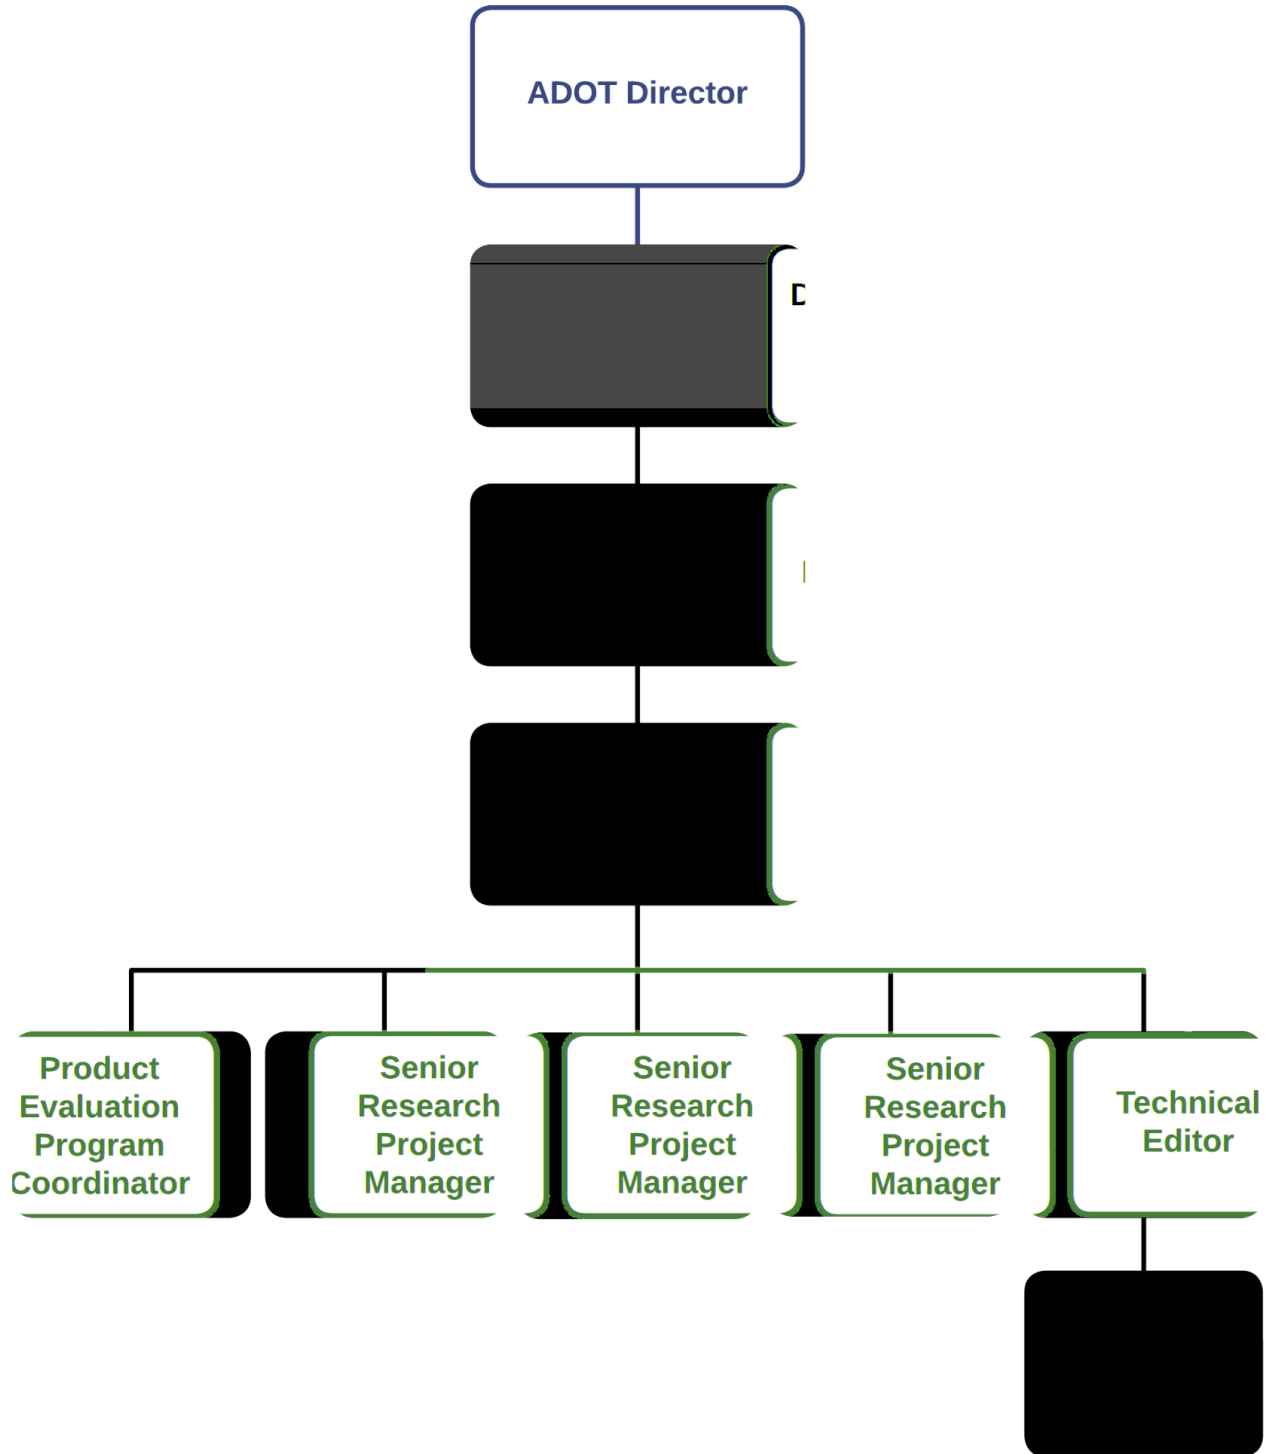 ADOT Director
D
Product
Evaluation
Program
Coordinator
Senior
Research
Project
Manager
Senior
Research
Project
Manager
Senior
Research
Project
Manager
Technical
Editor